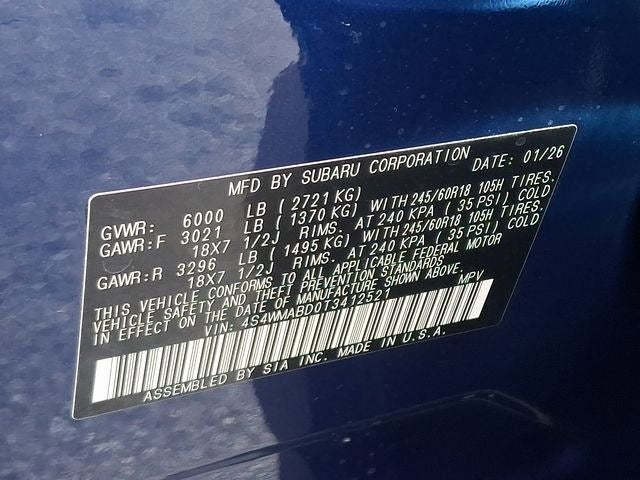 MFD BY SUBARU CORPORATION DATE: 01/26
GVWR: 6000 LB ( 2721 KG)
GAWR:F 3021 LB ( 1370 KG) WITH 245/60R18 105H TIRES.
18X7 1/2J RIMS. AT 240 KPA ( 35 PSI) COLD
GAWR:R 3296 LB ( 1495 KG) WITH 245/60R18 105H TIRES.
18X7 1/2J RIMS. AT 240 KPA ( 35 PSI) COLD
THIS VEHICLE CONFORMS TO ALL APPLICABLE FEDERAL MOTOR
VEHICLE SAFETY AND THEFT PREVENTION STANDARDS
IN EFFECT ON THE DATE OF MANUFACTURE SHOWN ABOVE.
VIN: 4S4WMABD0T3412521 MPV
ASSEMBLED BY SIA INC. MADE IN U.S.A.